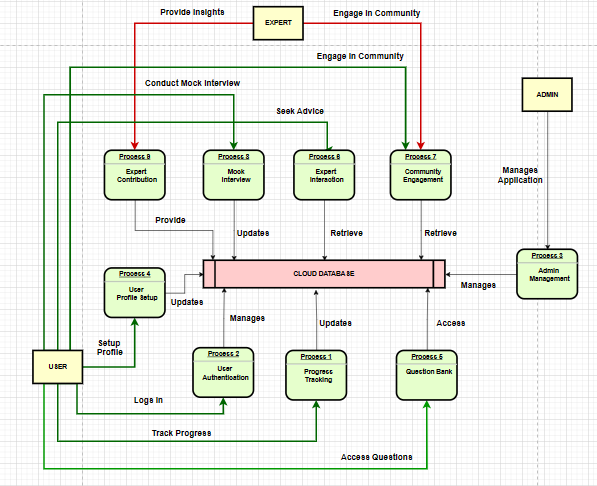 Provide Insights
EXPERT
Engage In Community
Engage In Community
Conduct Mock Interview
ADMIN
Seek Advice
Process 9
Expert
Contribution
Process 8
Mock
Interview
Process 6
Expert
Interaction
Process 7
Community
Engagement
Manages
Application
Provide
Updates
Retrieve
Retrieve
Process 3
Admin
Management
Process 4
User
Profile Setup
CLOUD DATABASE
Manages
Updates
Manages
Updates
Access
Setup
Profile
USER
Process 2
User
Authentication
Process 1
Progress
Tracking
Process 5
Question Bank
Logs In
Track Progress
Access Questions